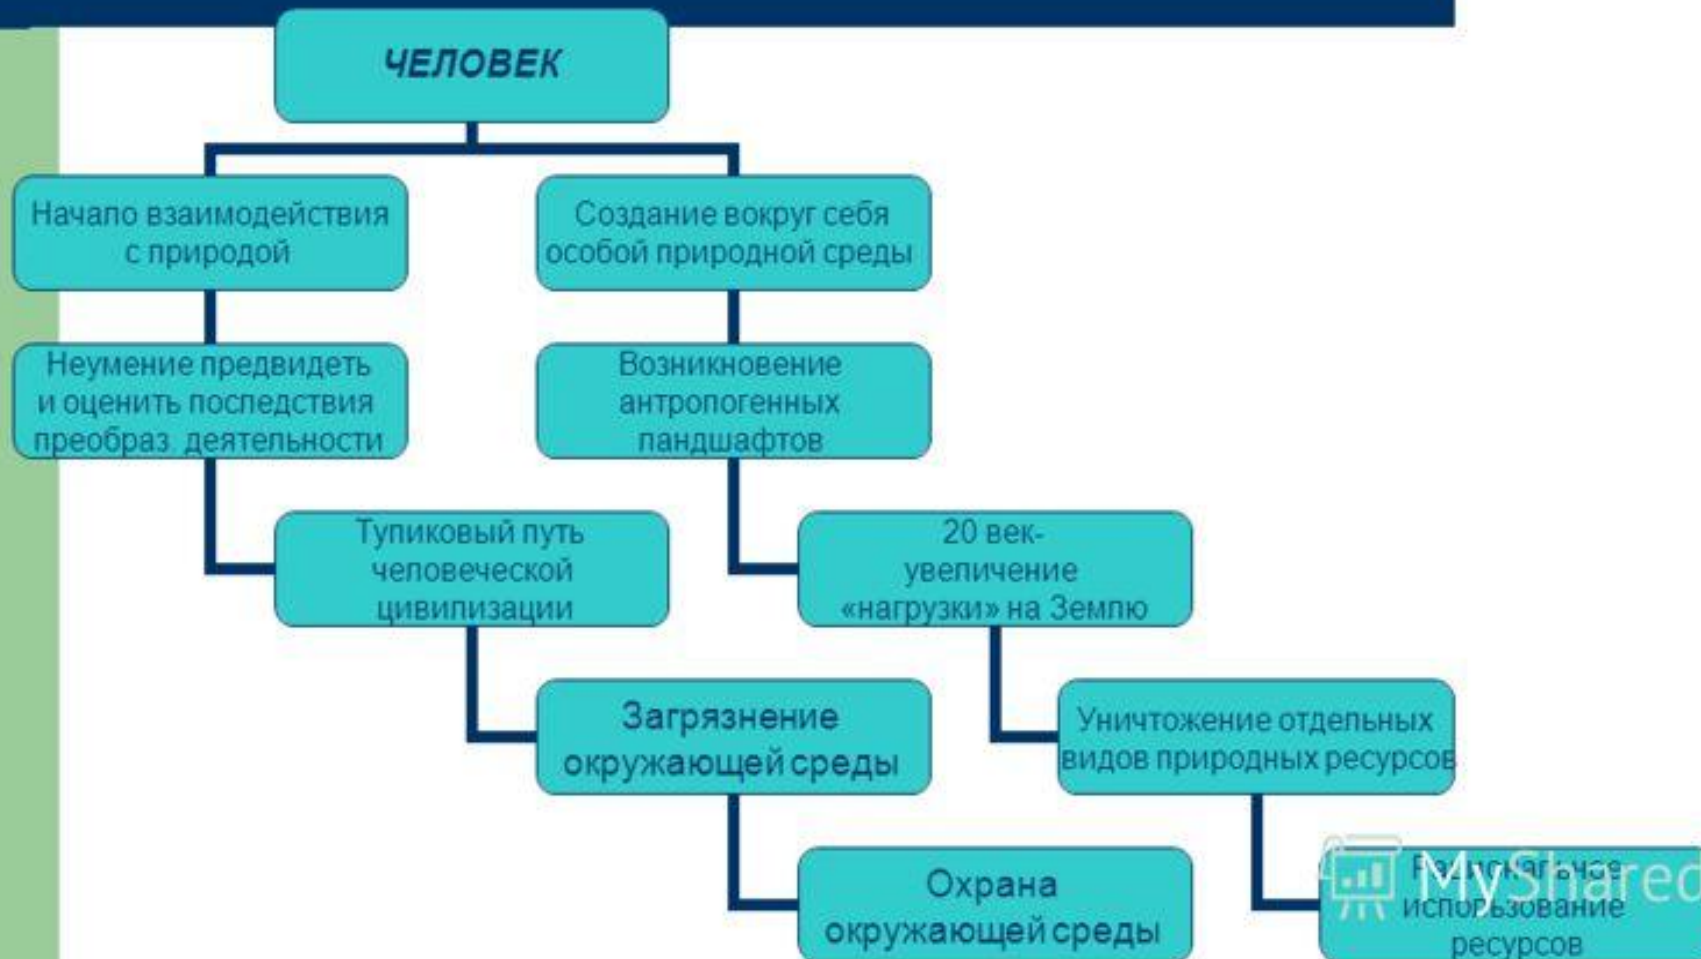 ЧЕЛОВЕК
Начало взаимодействия
с природой
Создание вокруг себя
особой природной среды
Неумение предвидеть
и оценить последствия
преобраз. деятельности
Возникновение
антропогенных
ландшафтов
Тупиковый путь
человеческой
цивилизации
20 век-
увеличение
«нагрузки» на Землю
Загрязнение
окружающей среды
Уничтожение отдельных
видов природных ресурсов
Охрана
окружающей среды
Рациональное
использование
ресурсов
MyShared